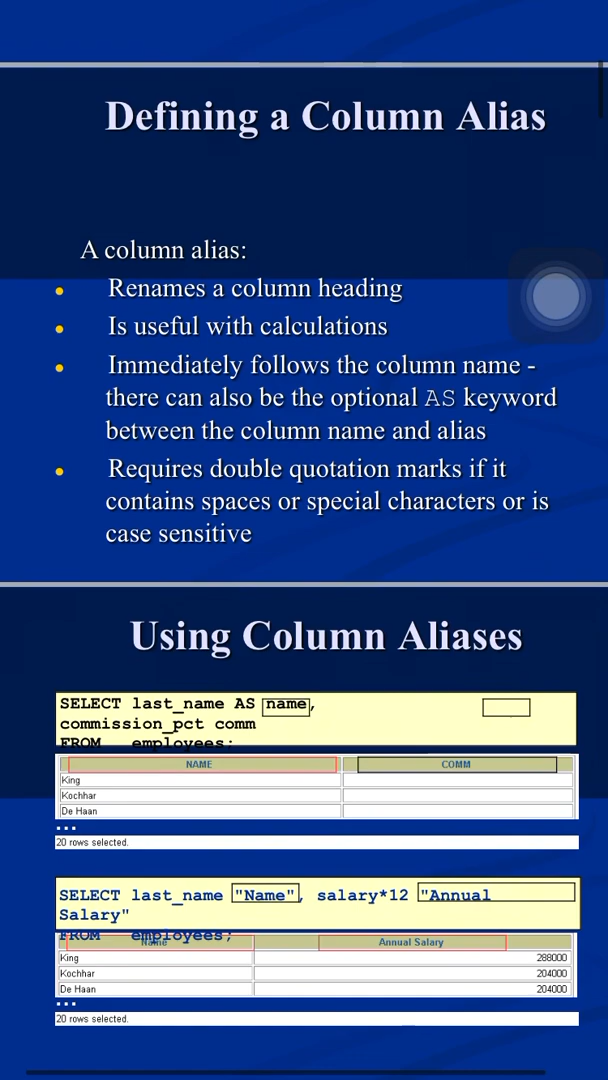 Defining a Column Alias
A column alias:
• Renames a column heading
• Is useful with calculations
• Immediately follows the column name -
there can also be the optional AS keyword
between the column name and alias
• Requires double quotation marks if it
contains spaces or special characters or is
case sensitive
Using Column Aliases
SELECT last_name AS name,
commission_pct comm
FROM employees;
NAME COMM
King
Kochhar
De Haan
...
20 rows selected.
SELECT last_name "Name", salary*12 "Annual
Salary"
FROM employees;
Name Annual Salary
King 288000
Kochhar 204000
De Haan 204000
...
20 rows selected.